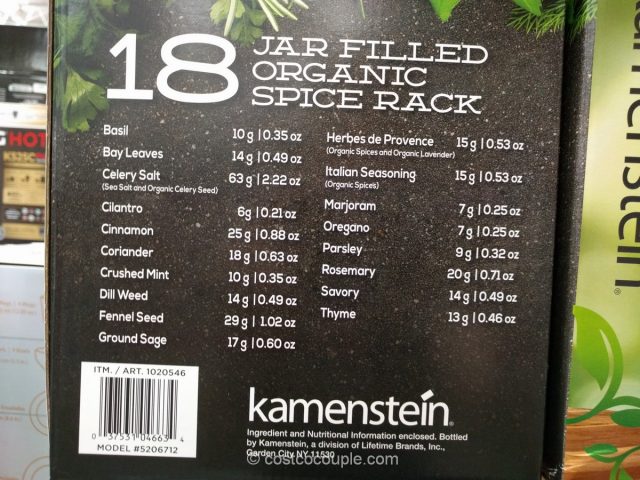 18 JAR FILLED
ORGANIC
SPICE RACK
Basil 10 g | 0.35 oz
Bay Leaves 14 g | 0.49 oz
Celery Salt 63 g | 2.22 oz
(Sea Salt and Organic Celery Seed)
Cilantro 6g | 0.21 oz
Cinnamon 25 g | 0.88 oz
Coriander 18 g | 0.63 oz
Crushed Mint 10 g | 0.35 oz
Dill Weed 14 g | 0.49 oz
Fennel Seed 29 g | 1.02 oz
Ground Sage 17 g | 0.60 oz
Herbes de Provence 15 g | 0.53 oz
(Organic Spices and Organic Lavender)
Italian Seasoning 15 g | 0.53 oz
(Organic Spices)
Marjoram 7 g | 0.25 oz
Oregano 7 g | 0.25 oz
Parsley 9 g | 0.32 oz
Rosemary 20 g | 0.71 oz
Savory 14 g | 0.49 oz
Thyme 13 g | 0.46 oz
ITM. / ART. 1020546
0 37531 04663 4
MODEL #5206712
kamenstein®
Ingredient and Nutritional Information enclosed. Bottled
by Kamenstein, a division of Lifetime Brands, Inc.,
Garden City, NY 11530
© costcocouple.com
HOT